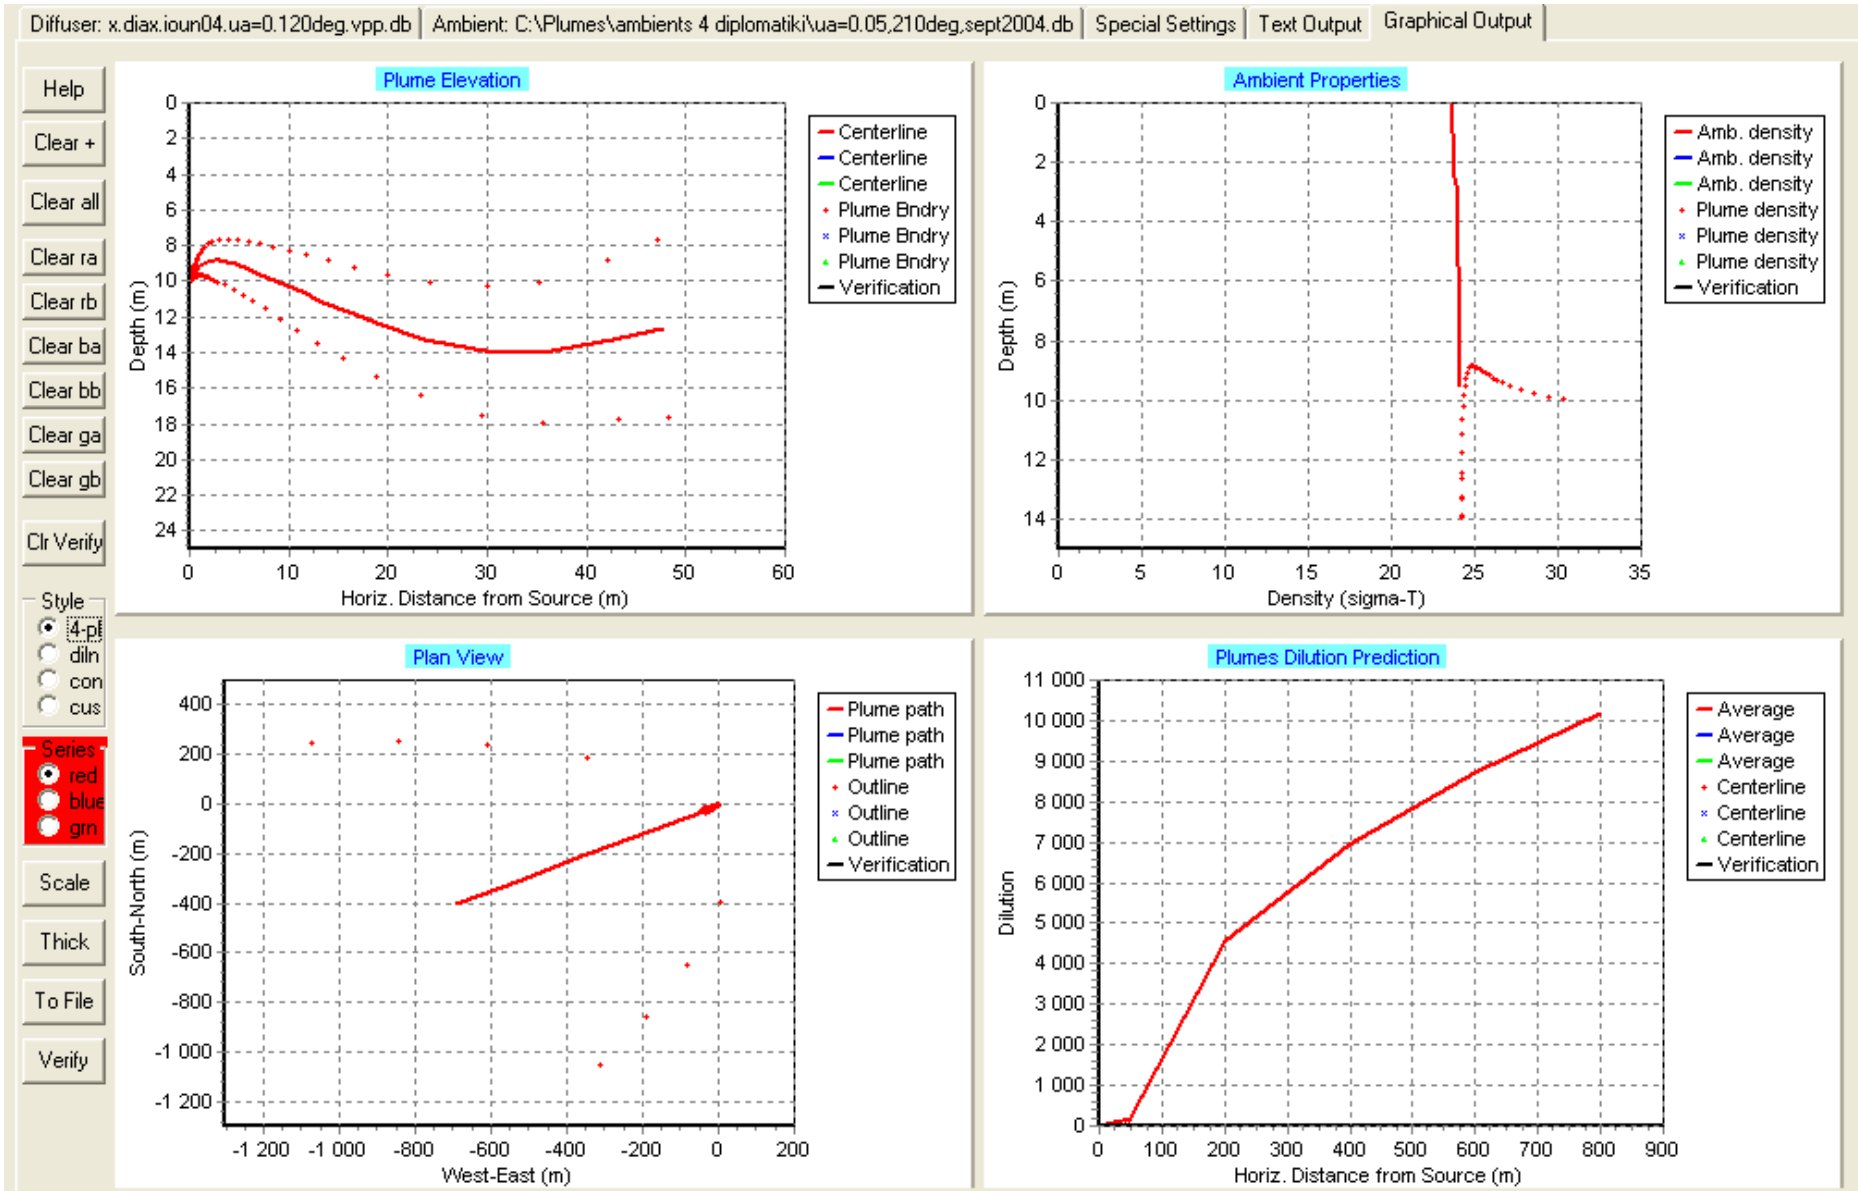 Diffuser: x.diax.ioun04.ua=0.120deg.vpp.db
Ambient: C:\Plumes\ambients 4 diplomatiki\ua=0.05,210deg,sept2004.db
Special Settings
Text Output
Graphical Output
Help
Clear +
Clear all
Clear ra
Clear rb
Clear ba
Clear bb
Clear ga
Clear gb
Clr Verify
Style
4-pl
diln
con
cus
Series
red
blue
grn
Scale
Thick
To File
Verify
Plume Elevation
0
2
4
6
8
10
12
14
16
18
20
22
24
Depth (m)
0 10 20 30 40 50 60
Horiz. Distance from Source (m)
Centerline
Centerline
Centerline
Plume Bndry
Plume Bndry
Plume Bndry
Verification
Ambient Properties
0
2
4
6
8
10
12
14
Depth (m)
0 5 10 15 20 25 30 35
Density (sigma-T)
Amb. density
Amb. density
Amb. density
Plume density
Plume density
Plume density
Verification
Plan View
400
200
0
-200
-400
-600
-800
-1 000
-1 200
South-North (m)
-1 200 -1 000 -800 -600 -400 -200 0 200
West-East (m)
Plume path
Plume path
Plume path
Outline
Outline
Outline
Verification
Plumes Dilution Prediction
11 000
10 000
9 000
8 000
7 000
6 000
5 000
4 000
3 000
2 000
1 000
0
Dilution
0 100 200 300 400 500 600 700 800 900
Horiz. Distance from Source (m)
Average
Average
Average
Centerline
Centerline
Centerline
Verification